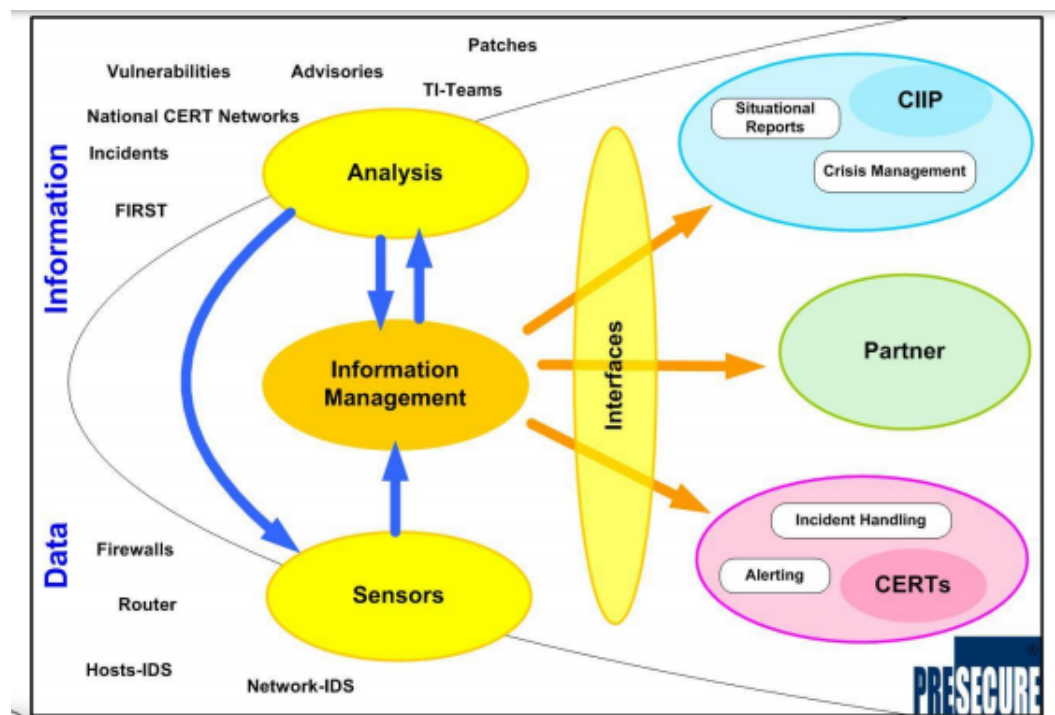 Patches
Vulnerabilities
Advisories
TI-Teams
National CERT Networks
Incidents
FIRST
Information
Analysis
Information
Management
Data
Firewalls
Router
Hosts-IDS
Network-IDS
Sensors
Interfaces
CIIP
Situational
Reports
Crisis Management
Partner
Incident Handling
Alerting
CERTs
PRESECURE
®